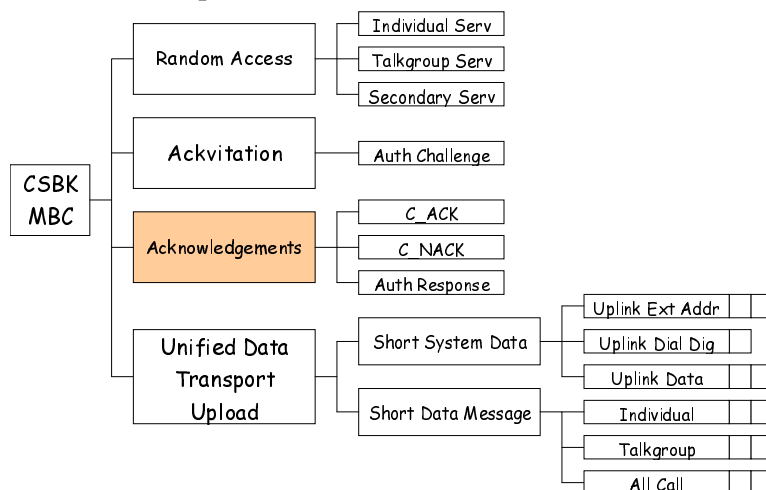 Individual Serv
Random Access
Talkgroup Serv
Secondary Serv
Ackvitation
Auth Challenge
CSBK
MBC
C_ACK
Acknowledgements
C_NACK
Auth Response
Uplink Ext Addr
Unified Data
Transport
Upload
Short System Data
Uplink Dial Dig
Uplink Data
Short Data Message
Individual
Talkgroup
All Call